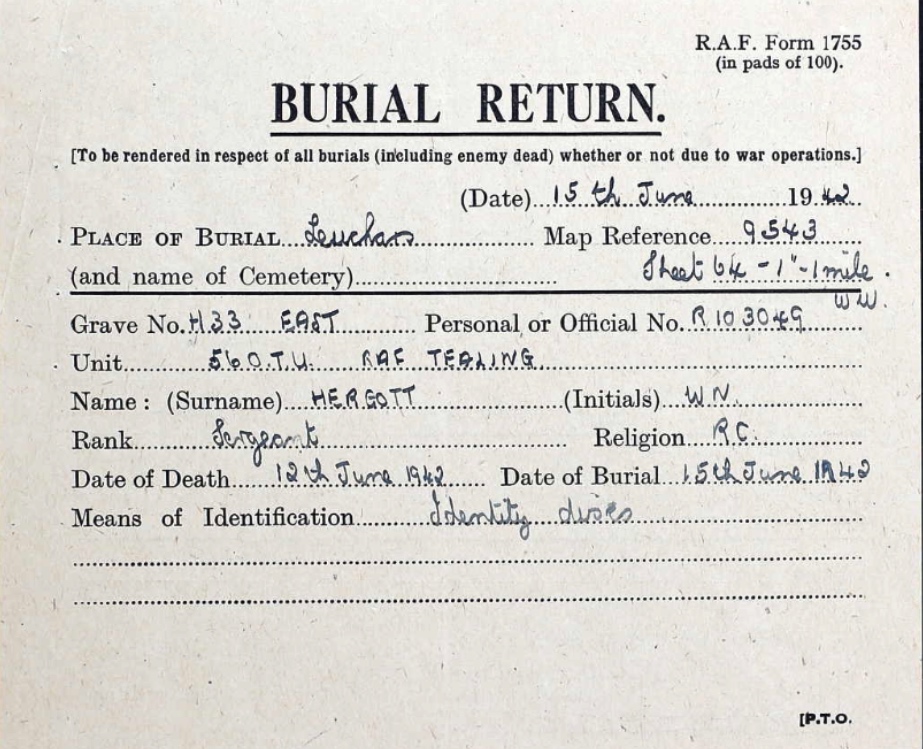 R.A.F. Form 1755
(in pads of 100).
BURIAL RETURN.
[To be rendered in respect of all burials (including enemy dead) whether or not due to war operations.]
(Date) 15th June 1942
PLACE OF BURIAL Leuchars Map Reference 9543
(and name of Cemetery) Sheet 64 - 1" - 1 mile.
Grave No. H33 EAST Personal or Official No. R103049
Unit 56 O.T.U. RAF TEALING
Name: (Surname) HERGOTT (Initials) W.N.
Rank Sergeant Religion R.C.
Date of Death 12th June 1942 Date of Burial 15th June 1942
Means of Identification Identity discs
[P.T.O.